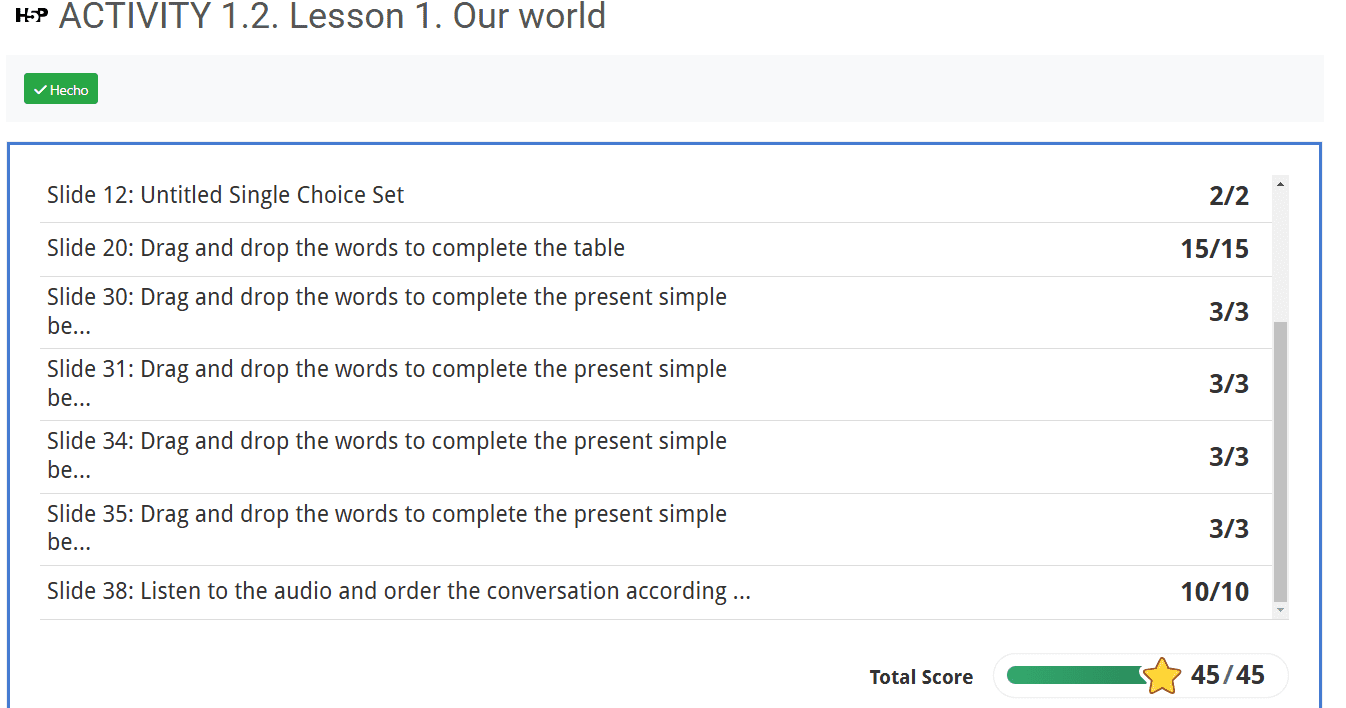 H5P ACTIVITY 1.2. Lesson 1. Our world
Hecho
Slide 12: Untitled Single Choice Set 2/2
Slide 20: Drag and drop the words to complete the table 15/15
Slide 30: Drag and drop the words to complete the present simple
be... 3/3
Slide 31: Drag and drop the words to complete the present simple
be... 3/3
Slide 34: Drag and drop the words to complete the present simple
be... 3/3
Slide 35: Drag and drop the words to complete the present simple
be... 3/3
Slide 38: Listen to the audio and order the conversation according ... 10/10
Total Score 45/45